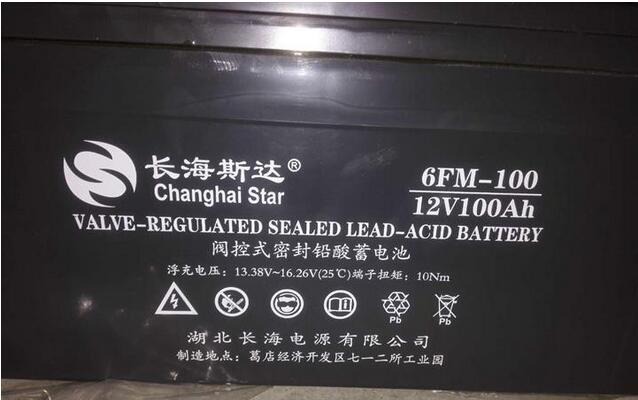 长海斯达®
Changhai Star
6FM-100
12V100Ah
VALVE-REGULATED SEALED LEAD-ACID BATTERY
阀控式密封铅酸蓄电池
浮充电压：13.38V~16.26V(25℃)端子扭矩：10Nm
Pb
Pb
湖北长海电源有限公司
制造地点：葛店经济开发区七一二所工业园